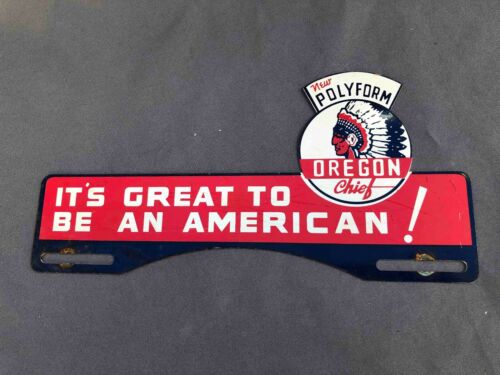 New
POLYFORM
OREGON
Chief
IT'S GREAT TO
BE AN AMERICAN!